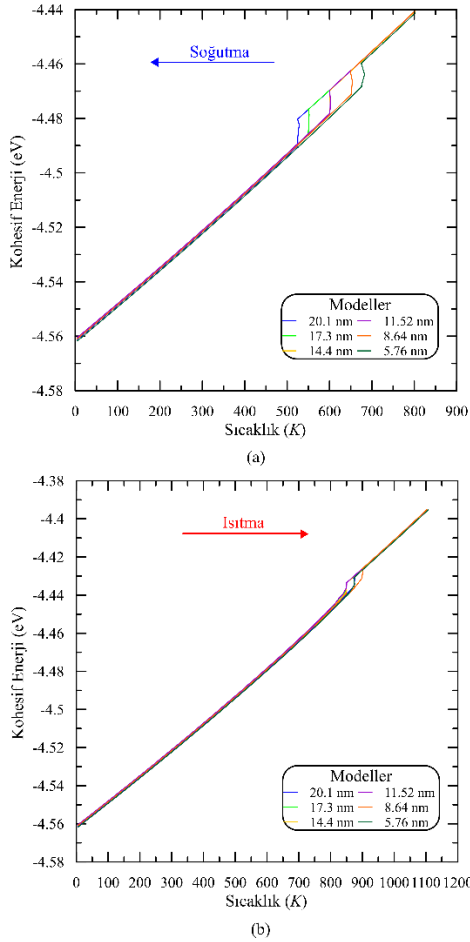 -4.44
-4.46
-4.48
-4.5
-4.52
-4.54
-4.56
-4.58
Kohesif Enerji (eV)
Soğutma
Modeller
20.1 nm 11.52 nm
17.3 nm 8.64 nm
14.4 nm 5.76 nm
0 100 200 300 400 500 600 700 800 900
Sıcaklık (K)
(a)
-4.38
-4.4
-4.42
-4.44
-4.46
-4.48
-4.5
-4.52
-4.54
-4.56
-4.58
Kohesif Enerji (eV)
Isıtma
Modeller
20.1 nm 11.52 nm
17.3 nm 8.64 nm
14.4 nm 5.76 nm
0 100 200 300 400 500 600 700 800 900 1000 1100 1200
Sıcaklık (K)
(b)